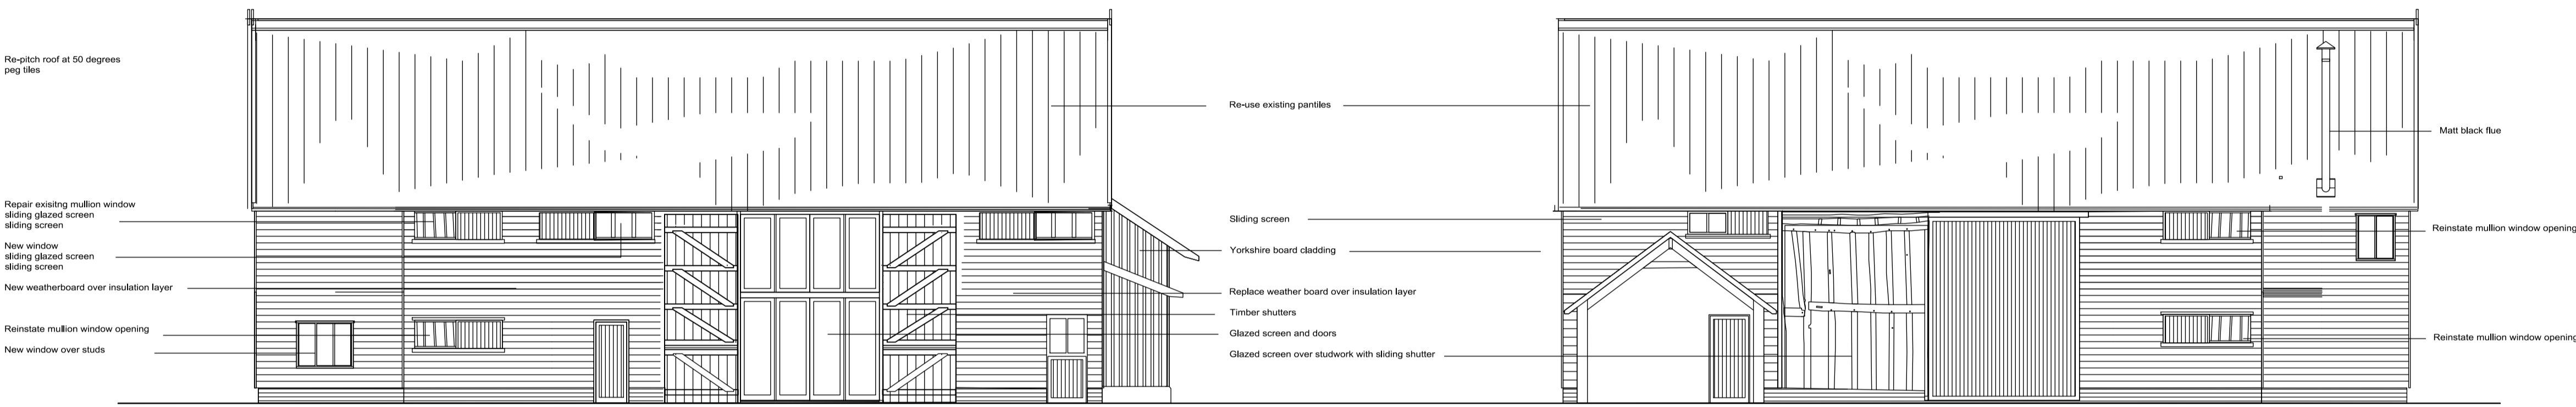 Re-pitch roof at 50 degrees
peg tiles
Repair exisitng mullion window
sliding glazed screen
sliding screen
New window
sliding glazed screen
sliding screen
New weatherboard over insulation layer
Reinstate mullion window opening
New window over studs
Re-use existing pantiles
Sliding screen
Yorkshire board cladding
Replace weather board over insulation layer
Timber shutters
Glazed screen and doors
Glazed screen over studwork with sliding shutter
Matt black flue
Reinstate mullion window opening
Reinstate mullion window opening